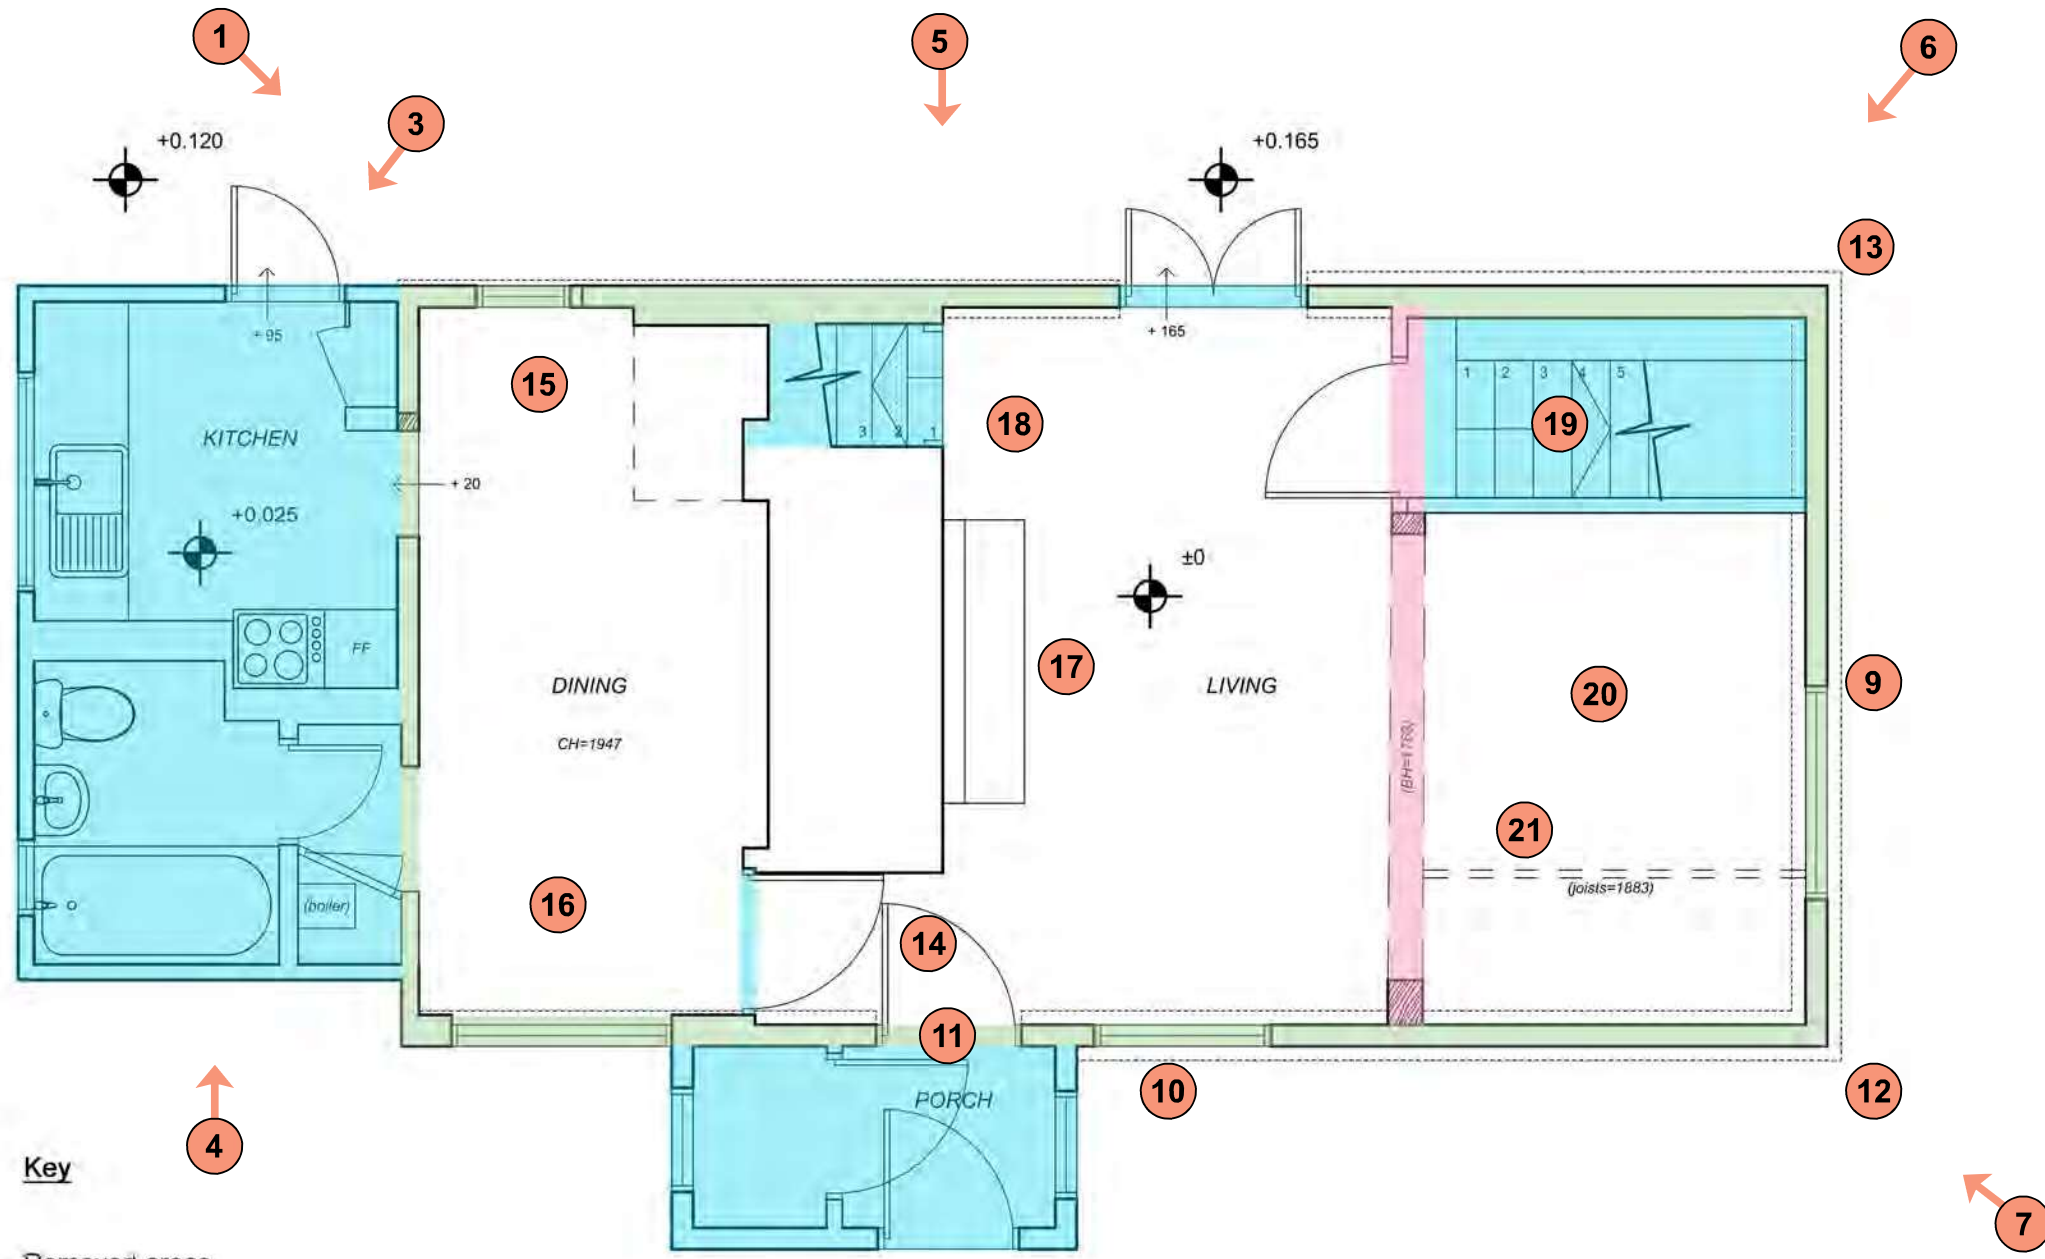 1
5
6
3
+0.120
+0.165
13
+ 95
+ 165
15
18
1 2 3 4 5
3 2 1
19
KITCHEN
+ 20
+0.025
±0
FF
17
DINING
LIVING
20
9
CH=1947
(BH=1768)
21
(joists=1883)
(boiler)
16
14
11
10
PORCH
12
4
Key
7